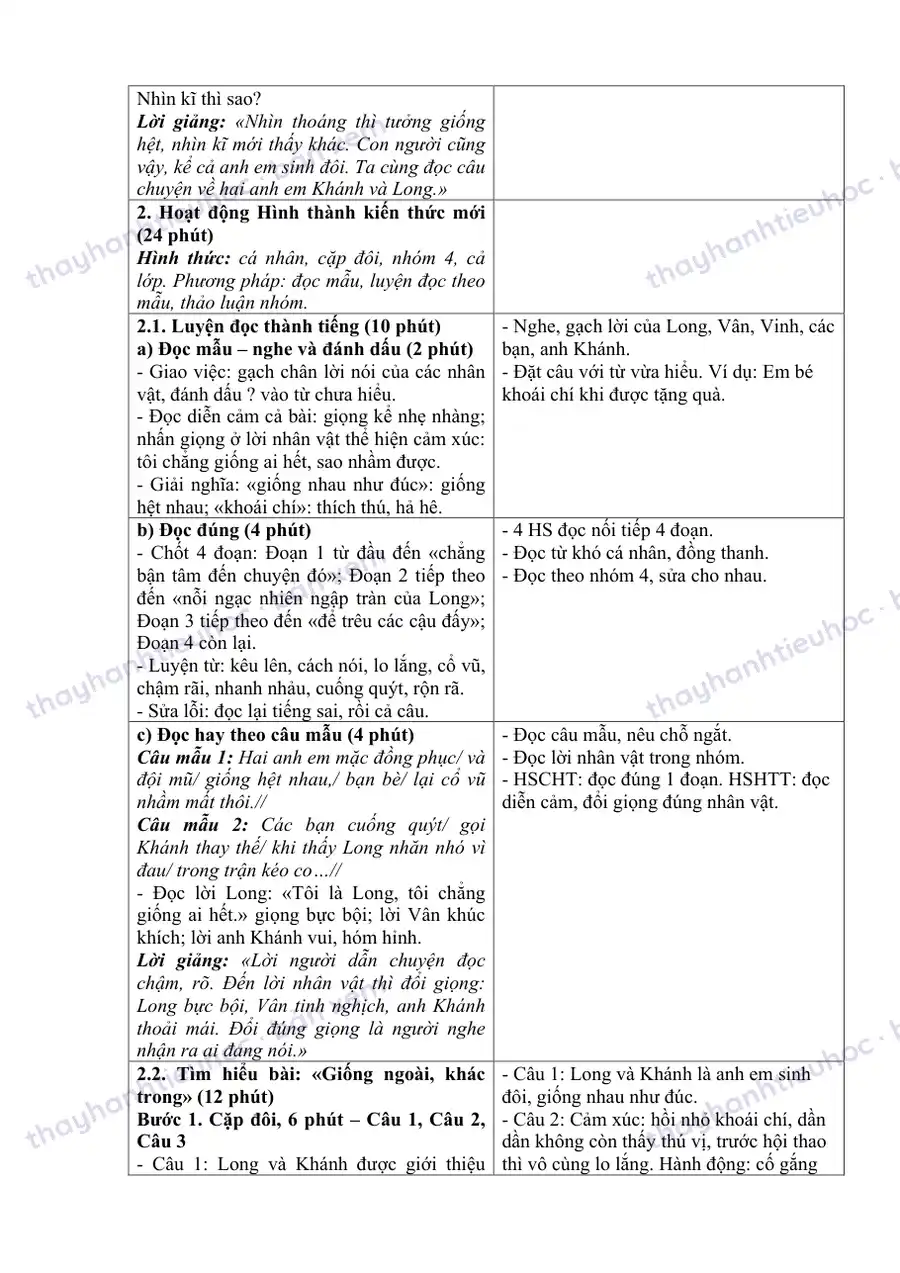 Nhìn kĩ thì sao?
Lời giảng: «Nhìn thoáng thì tưởng giống
hệt, nhìn kĩ mới thấy khác. Con người cũng
vậy, kể cả anh em sinh đôi. Ta cùng đọc câu
chuyện về hai anh em Khánh và Long.»
2. Hoạt động Hình thành kiến thức mới
(24 phút)
Hình thức: cá nhân, cặp đôi, nhóm 4, cả
lớp. Phương pháp: đọc mẫu, luyện đọc theo
mẫu, thảo luận nhóm.
2.1. Luyện đọc thành tiếng (10 phút)
a) Đọc mẫu – nghe và đánh dấu (2 phút)
- Giao việc: gạch chân lời nói của các nhân
vật, đánh dấu ? vào từ chưa hiểu.
- Đọc diễn cảm cả bài: giọng kể nhẹ nhàng;
nhấn giọng ở lời nhân vật thể hiện cảm xúc:
tôi chẳng giống ai hết, sao nhầm được.
- Giải nghĩa: «giống nhau như đúc»: giống
hệt nhau; «khoái chí»: thích thú, hả hê.
- Nghe, gạch lời của Long, Vân, Vinh, các
bạn, anh Khánh.
- Đặt câu với từ vừa hiểu. Ví dụ: Em bé
khoái chí khi được tặng quà.
b) Đọc đúng (4 phút)
- Chốt 4 đoạn: Đoạn 1 từ đầu đến «chẳng
bận tâm đến chuyện đó»; Đoạn 2 tiếp theo
đến «nỗi ngạc nhiên ngập tràn của Long»;
Đoạn 3 tiếp theo đến «để trêu các cậu đấy»;
Đoạn 4 còn lại.
- Luyện từ: kêu lên, cách nói, lo lắng, cổ vũ,
chậm rãi, nhanh nhảu, cuống quýt, rộn rã.
- Sửa lỗi: đọc lại tiếng sai, rồi cả câu.
- 4 HS đọc nối tiếp 4 đoạn.
- Đọc từ khó cá nhân, đồng thanh.
- Đọc theo nhóm 4, sửa cho nhau.
c) Đọc hay theo câu mẫu (4 phút)
Câu mẫu 1: Hai anh em mặc đồng phục/ và
đội mũ/ giống hệt nhau,/ bạn bè/ lại cổ vũ
nhầm mất thôi.//
Câu mẫu 2: Các bạn cuống quýt/ gọi
Khánh thay thế/ khi thấy Long nhăn nhó vì
đau/ trong trận kéo co…//
- Đọc lời Long: «Tôi là Long, tôi chẳng
giống ai hết.» giọng bực bội; lời Vân khúc
khích; lời anh Khánh vui, hóm hỉnh.
Lời giảng: «Lời người dẫn chuyện đọc
chậm, rõ. Đến lời nhân vật thì đổi giọng:
Long bực bội, Vân tinh nghịch, anh Khánh
thoải mái. Đổi đúng giọng là người nghe
nhận ra ai đang nói.»
- Đọc câu mẫu, nêu chỗ ngắt.
- Đọc lời nhân vật trong nhóm.
- HSCHT: đọc đúng 1 đoạn. HSHTT: đọc
diễn cảm, đổi giọng đúng nhân vật.
2.2. Tìm hiểu bài: «Giống ngoài, khác
trong» (12 phút)
Bước 1. Cặp đôi, 6 phút – Câu 1, Câu 2,
Câu 3
- Câu 1: Long và Khánh được giới thiệu
- Câu 1: Long và Khánh là anh em sinh
đôi, giống nhau như đúc.
- Câu 2: Cảm xúc: hồi nhỏ khoái chí, dần
dần không còn thấy thú vị, trước hội thao
thì vô cùng lo lắng. Hành động: cố gắng
thayhanhtieuhoc · bản xem
thayhanhtieuhoc · b
thayhanhtieuhoc · bản xem
thayhanhtieuhoc · b
thayhanhtieuhoc · bản xem
thayhanhtieuhoc · b